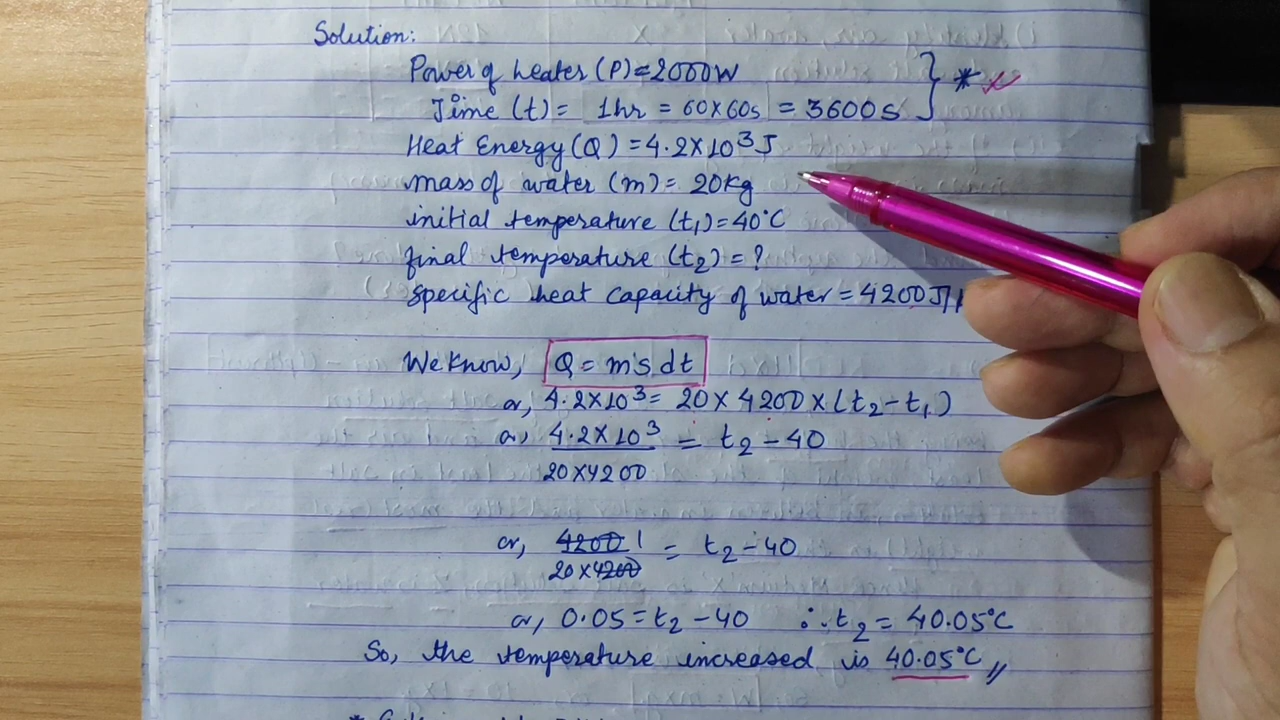 Solution:
Power of heater (P) = 2000W
Time (t) = 1hr = 60×60s = 3600s } *
Heat Energy (Q) = 4.2×10³J
mass of water (m) = 20kg
initial temperature (t₁) = 40°C
final temperature (t₂) = ?
specific heat capacity of water = 4200J/
We know, Q = msdt
or, 4.2×10³ = 20 × 4200 × (t₂ - t₁)
or, 4.2×10³ = t₂ - 40
20×4200
or, 4200 1 = t₂ - 40
20×4200
or, 0.05 = t₂ - 40 ∴ t₂ = 40.05°C
So, the temperature increased is 40.05°C //